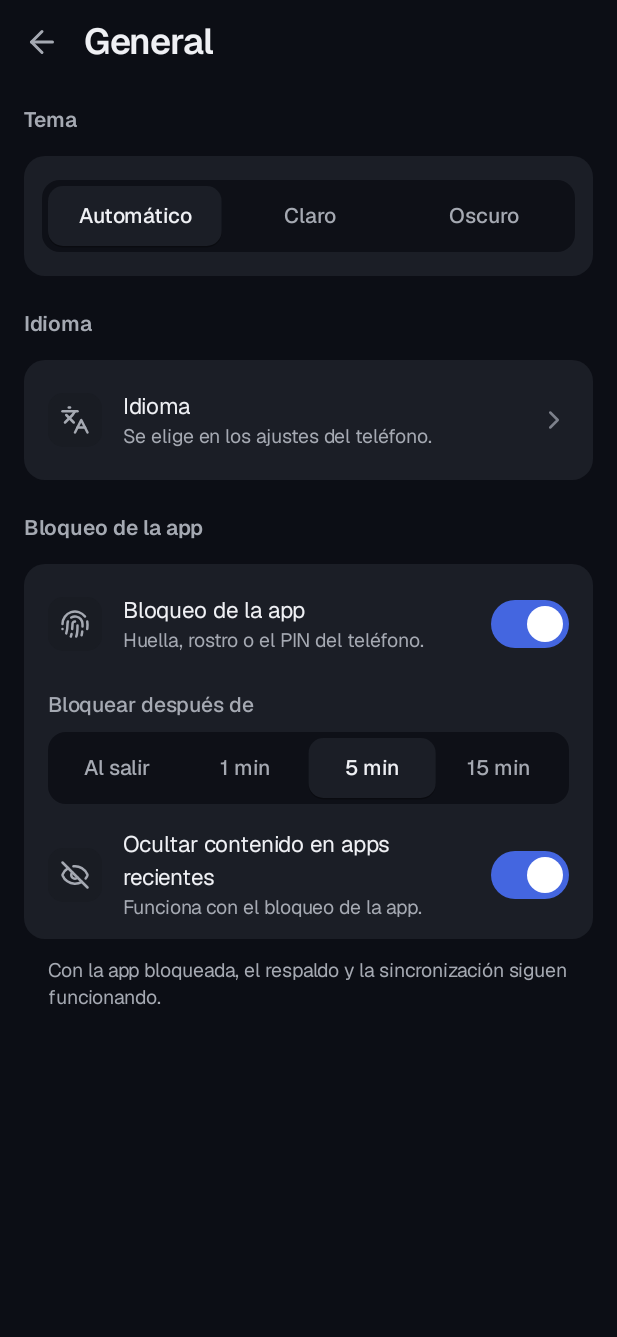 General
Tema
Automático
Claro
Oscuro
Idioma
Idioma
Se elige en los ajustes del teléfono.
Bloqueo de la app
Bloqueo de la app
Huella, rostro o el PIN del teléfono.
Bloquear después de
Al salir
1 min
5 min
15 min
Ocultar contenido en apps
recientes
Funciona con el bloqueo de la app.
Con la app bloqueada, el respaldo y la sincronización siguen
funcionando.